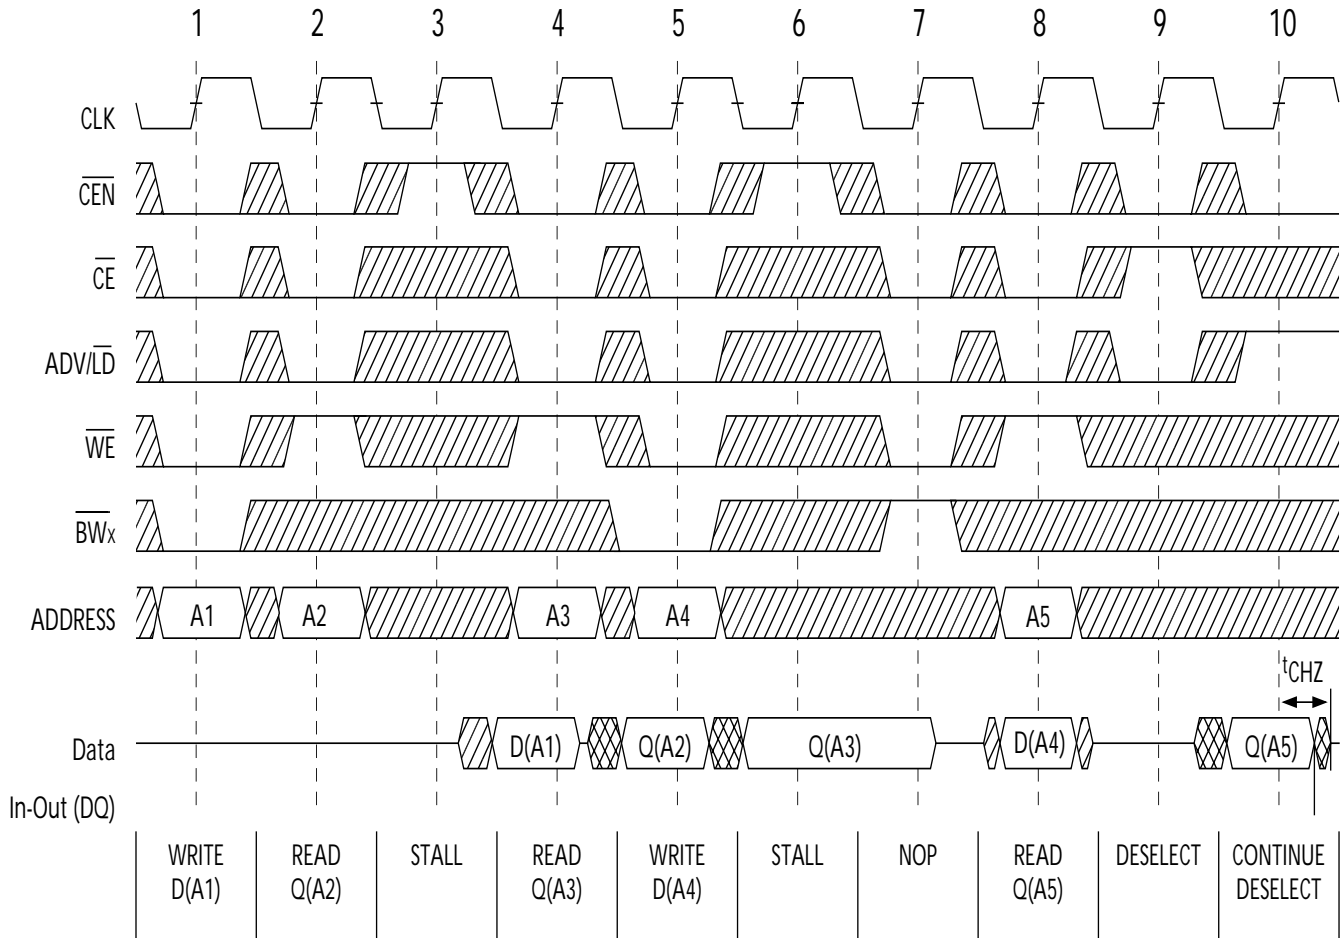 1 2 3 4 5 6 7 8 9 10
CLK
CEN
CE
ADV/LD
WE
BWx
ADDRESS A1 A2 A3 A4 A5
tCHZ
Data D(A1) Q(A2) Q(A3) D(A4) Q(A5)
In-Out (DQ)
WRITE READ STALL READ WRITE STALL NOP READ DESELECT CONTINUE
D(A1) Q(A2) Q(A3) D(A4) Q(A5) DESELECT